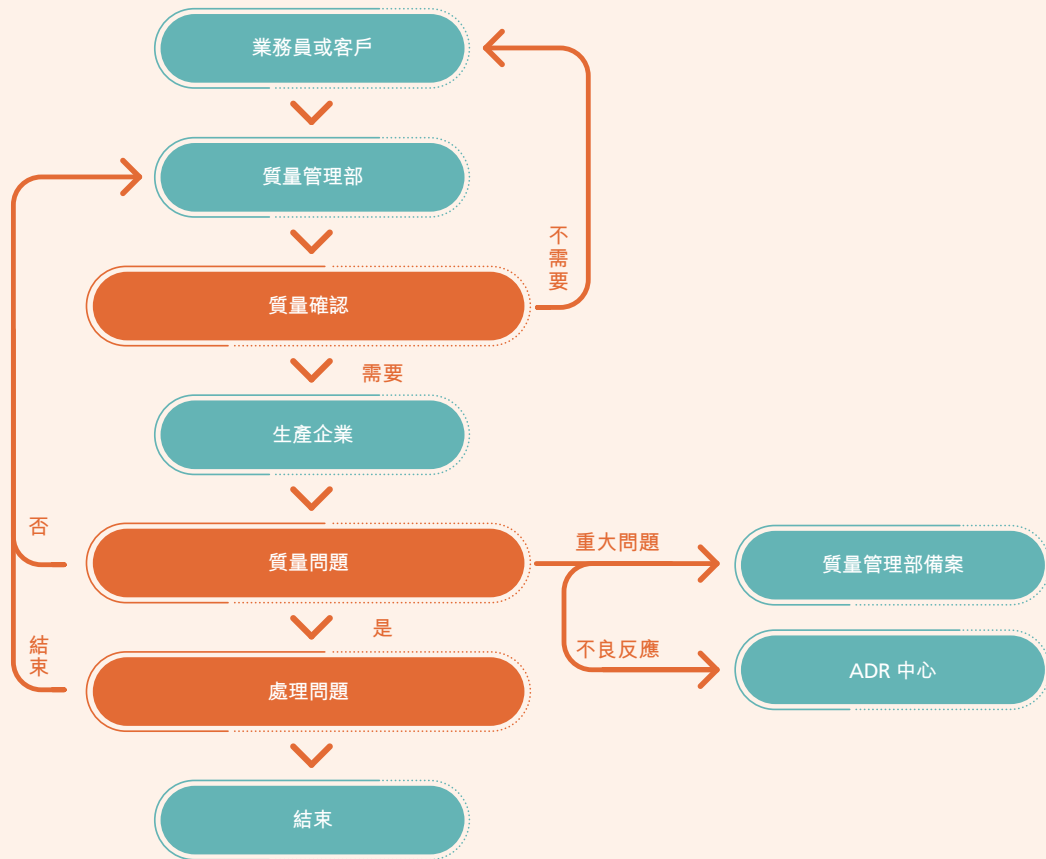 業務員或客戶
質量管理部
不需要
質量確認
需要
生產企業
否
質量問題
重大問題
質量管理部備案
是
不良反應
ADR 中心
結束
處理問題
結束